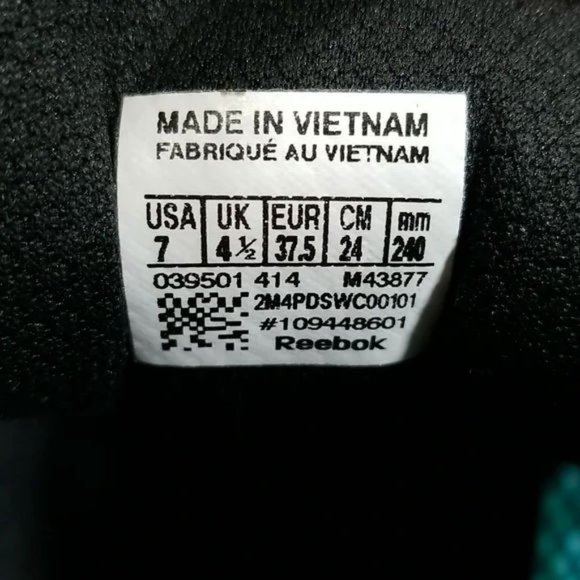 MADE IN VIETNAM
FABRIQUÉ AU VIETNAM
USA UK EUR CM mm
7 4½ 37.5 24 240
039501 414 M43877
2M4PDSWC00101
#109448601
Reebok